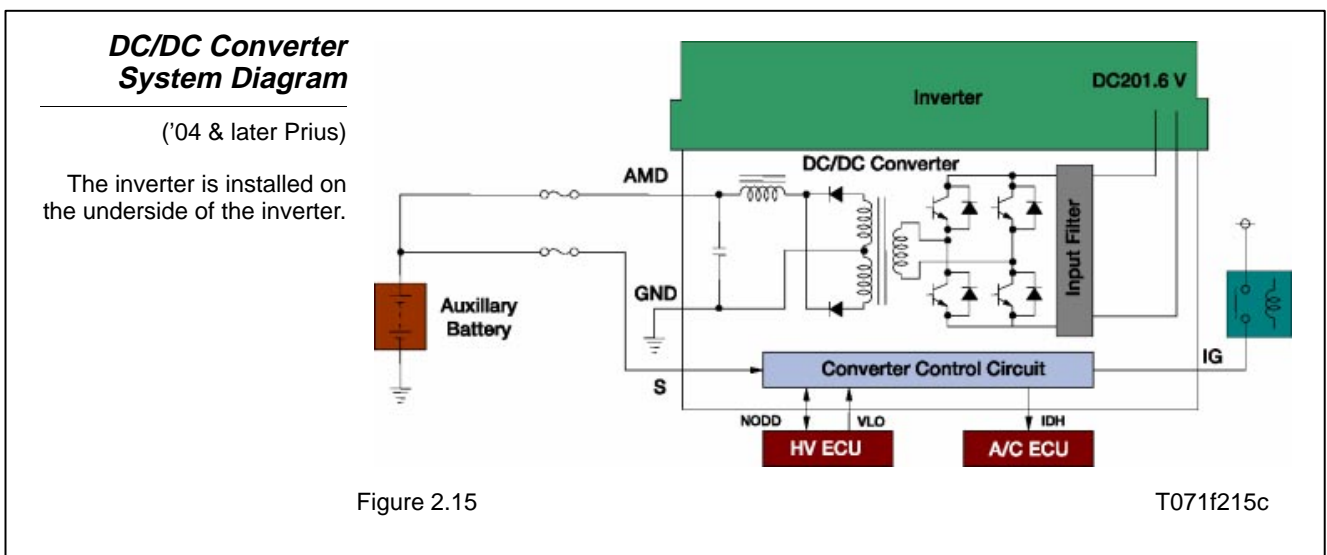 DC/DC Converter
System Diagram
('04 & later Prius)
The inverter is installed on
the underside of the inverter.
Inverter
DC201.6 V
DC/DC Converter
AMD
Input Filter
GND
Auxillary
Battery
S
Converter Control Circuit
IG
NODD
VLO
IDH
HV ECU
A/C ECU
Figure 2.15
T071f215c